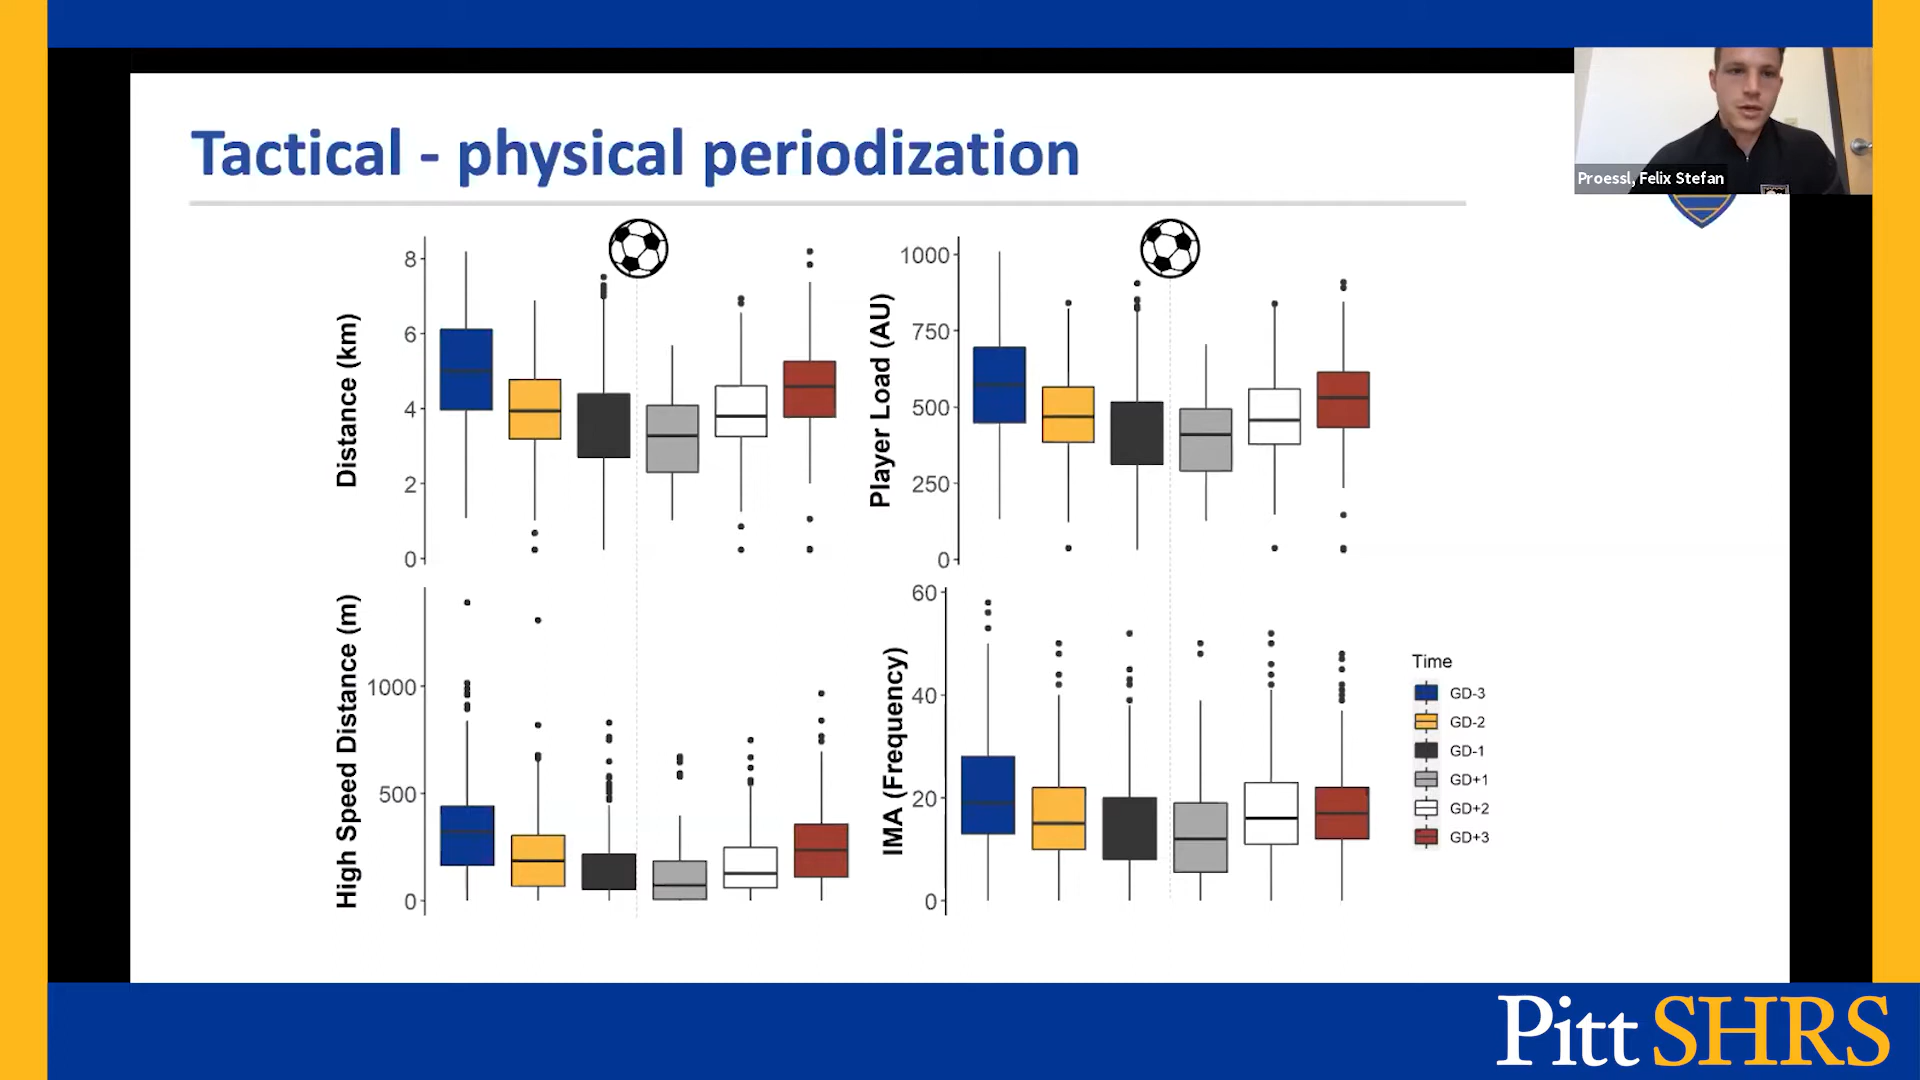 Tactical - physical periodization
Proessl, Felix Stefan
Distance (km)
8
6
4
2
0
Player Load (AU)
1000
750
500
250
0
High Speed Distance (m)
1000
500
0
IMA (Frequency)
60
40
20
0
Time
GD-3
GD-2
GD-1
GD+1
GD+2
GD+3
Pitt SHRS